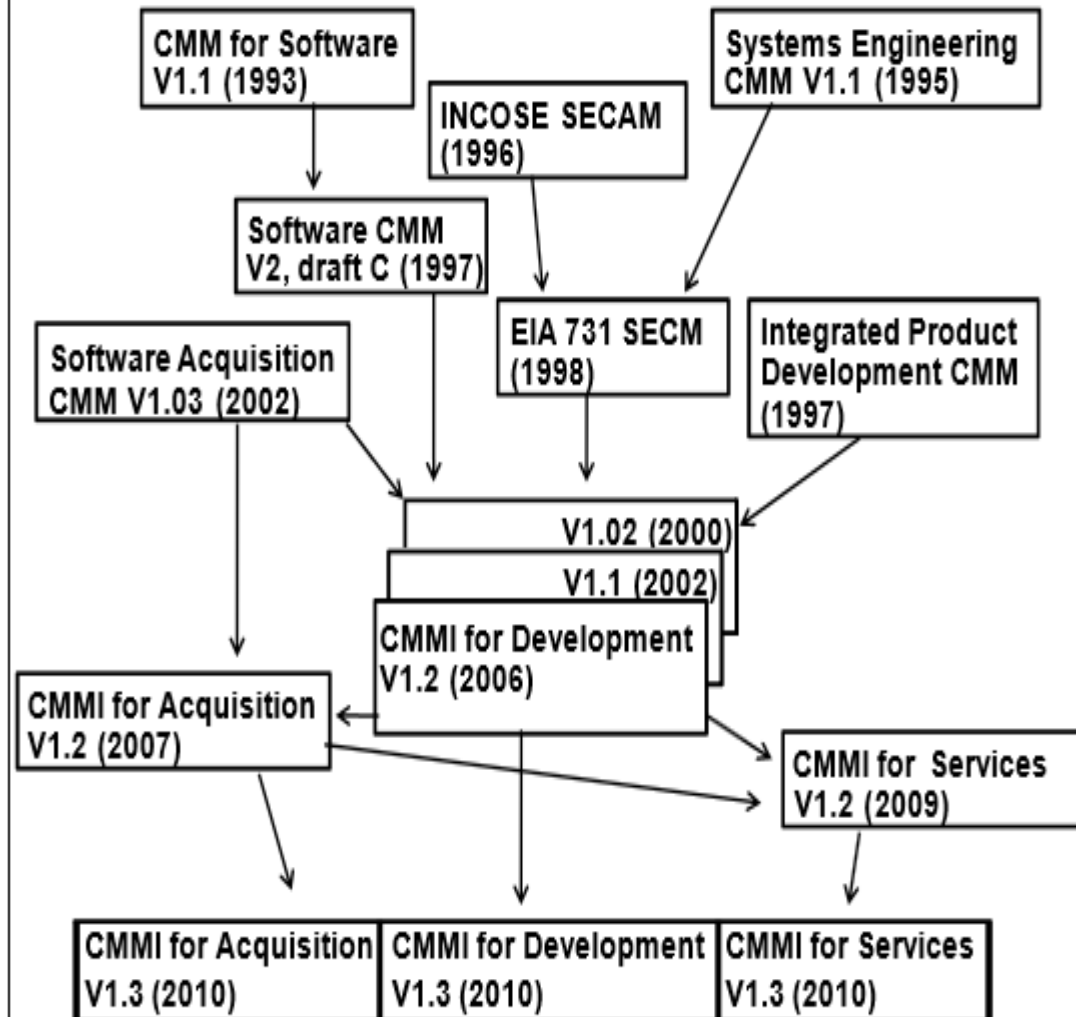 CMM for Software
V1.1 (1993)
Systems Engineering
CMM V1.1 (1995)
INCOSE SECAM
(1996)
Software CMM
V2, draft C (1997)
EIA 731 SECM
(1998)
Integrated Product
Development CMM
(1997)
Software Acquisition
CMM V1.03 (2002)
V1.02 (2000)
V1.1 (2002)
CMMI for Development
V1.2 (2006)
CMMI for Acquisition
V1.2 (2007)
CMMI for Services
V1.2 (2009)
CMMI for Acquisition
V1.3 (2010)
CMMI for Development
V1.3 (2010)
CMMI for Services
V1.3 (2010)